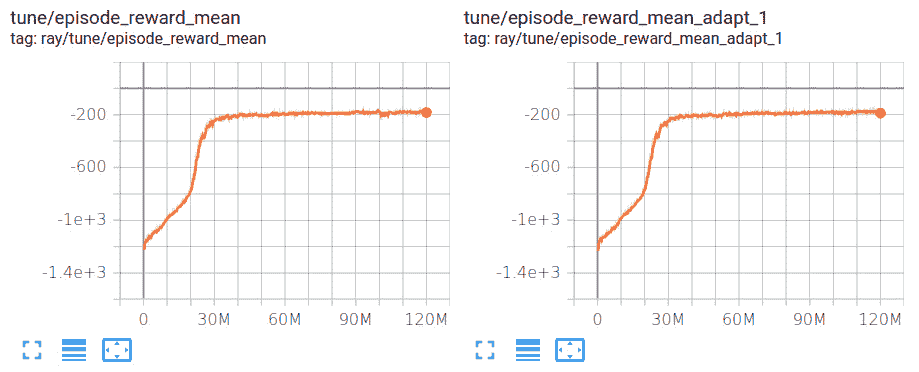 tune/episode_reward_mean
tag: ray/tune/episode_reward_mean
-200
-600
-1e+3
-1.4e+3
0 30M 60M 90M 120M
tune/episode_reward_mean_adapt_1
tag: ray/tune/episode_reward_mean_adapt_1
-200
-600
-1e+3
-1.4e+3
0 30M 60M 90M 120M